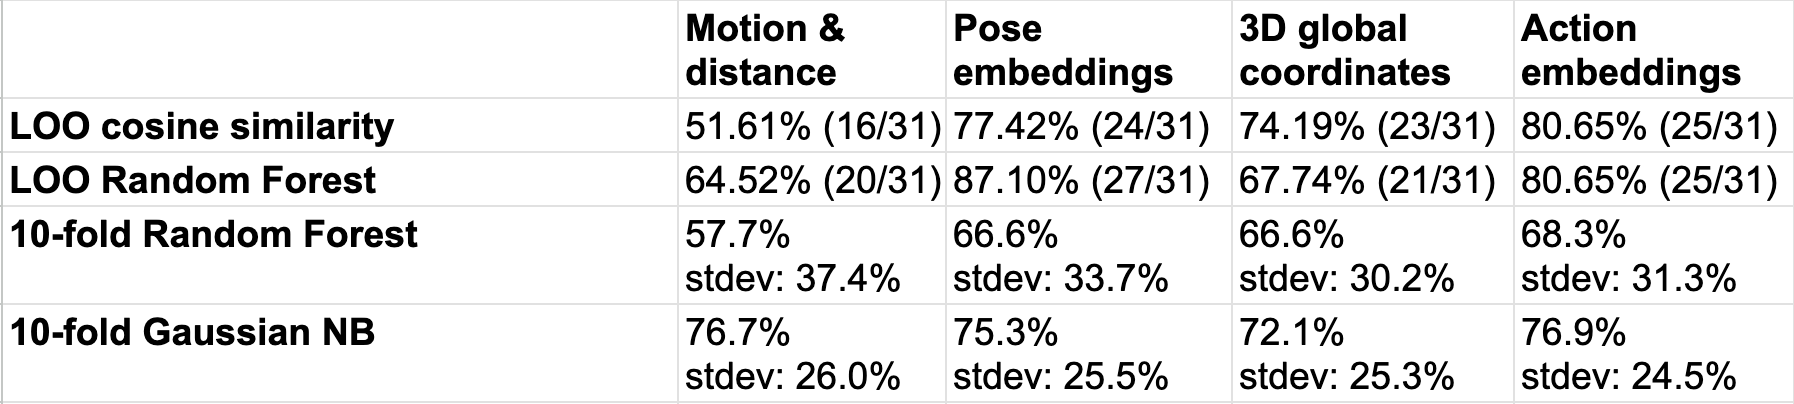 Motion & distance Pose embeddings 3D global coordinates Action embeddings
LOO cosine similarity 51.61% (16/31) 77.42% (24/31) 74.19% (23/31) 80.65% (25/31)
LOO Random Forest 64.52% (20/31) 87.10% (27/31) 67.74% (21/31) 80.65% (25/31)
10-fold Random Forest 57.7% 66.6% 66.6% 68.3%
stdev: 37.4% stdev: 33.7% stdev: 30.2% stdev: 31.3%
10-fold Gaussian NB 76.7% 75.3% 72.1% 76.9%
stdev: 26.0% stdev: 25.5% stdev: 25.3% stdev: 24.5%